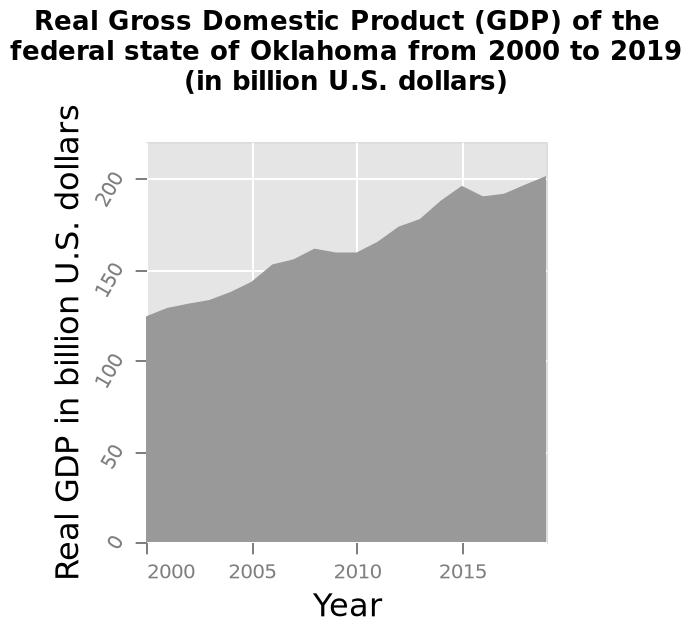 Real Gross Domestic Product (GDP) of the
federal state of Oklahoma from 2000 to 2019
(in billion U.S. dollars)
Real GDP in billion U.S. dollars
200
150
100
50
0
2000 2005 2010 2015
Year